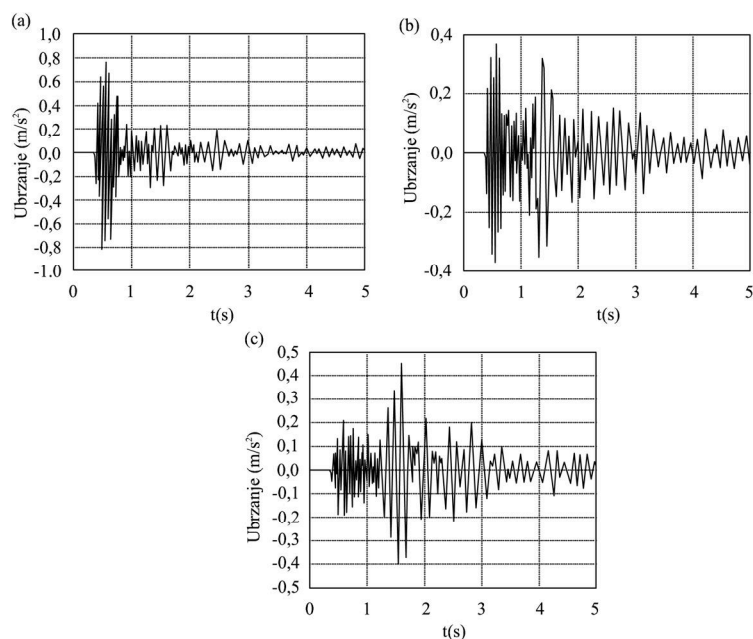 (a)
1,0
0,8
0,6
0,4
0,2
0,0
-0,2
-0,4
-0,6
-0,8
-1.0
Ubrzanje (m/s²)
0 1 2 3 4 5
t(s)
(b)
0,4
0,2
0,0
-0,2
-0,4
Ubrzanje (m/s²)
0 1 2 3 4 5
t(s)
(c)
0,5
0,4
0,3
0,2
0,1
0,0
-0,1
-0,2
-0,3
-0,4
-0,5
Ubrzanje (m/s²)
0 1 2 3 4 5
t(s)